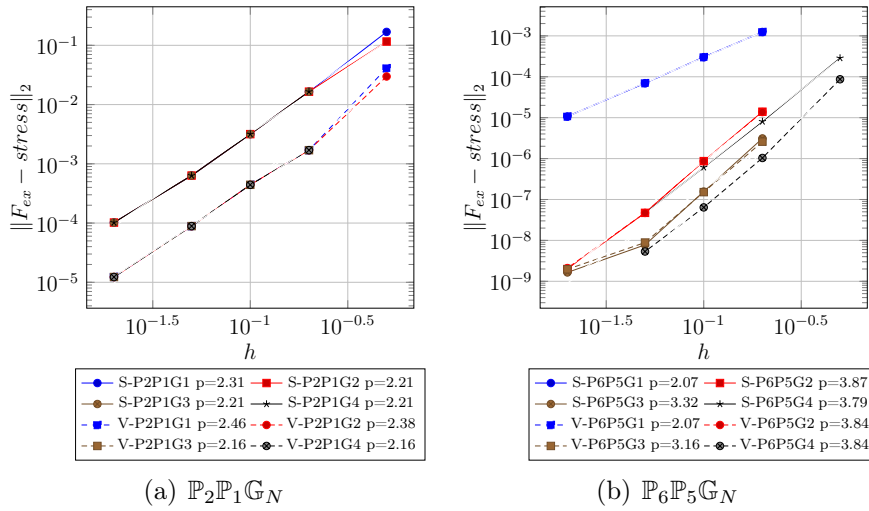 10^{-1}
10^{-2}
10^{-3}
10^{-4}
10^{-5}
‖F_{ex} − stress‖_2
10^{-1.5} 10^{-1} 10^{-0.5}
h
S-P2P1G1 p=2.31 S-P2P1G2 p=2.21
S-P2P1G3 p=2.21 S-P2P1G4 p=2.21
V-P2P1G1 p=2.46 V-P2P1G2 p=2.38
V-P2P1G3 p=2.16 V-P2P1G4 p=2.16
(a) ℙ_2ℙ_1𝔾_N
10^{-3}
10^{-4}
10^{-5}
10^{-6}
10^{-7}
10^{-8}
10^{-9}
‖F_{ex} − stress‖_2
10^{-1.5} 10^{-1} 10^{-0.5}
h
S-P6P5G1 p=2.07 S-P6P5G2 p=3.87
S-P6P5G3 p=3.32 S-P6P5G4 p=3.79
V-P6P5G1 p=2.07 V-P6P5G2 p=3.84
V-P6P5G3 p=3.16 V-P6P5G4 p=3.84
(b) ℙ_6ℙ_5𝔾_N